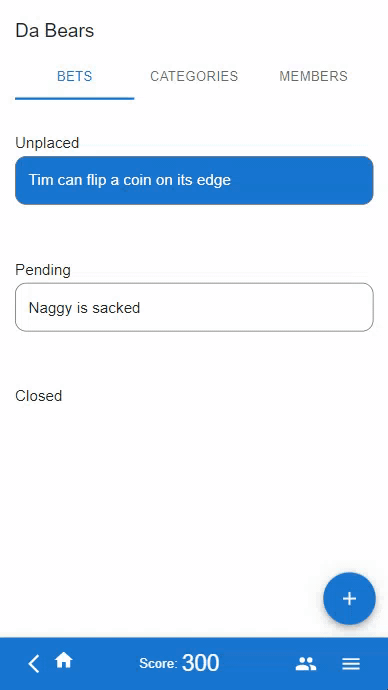 Da Bears
BETS CATEGORIES MEMBERS
Unplaced
Tim can flip a coin on its edge
Pending
Naggy is sacked
Closed
+
Score: 300